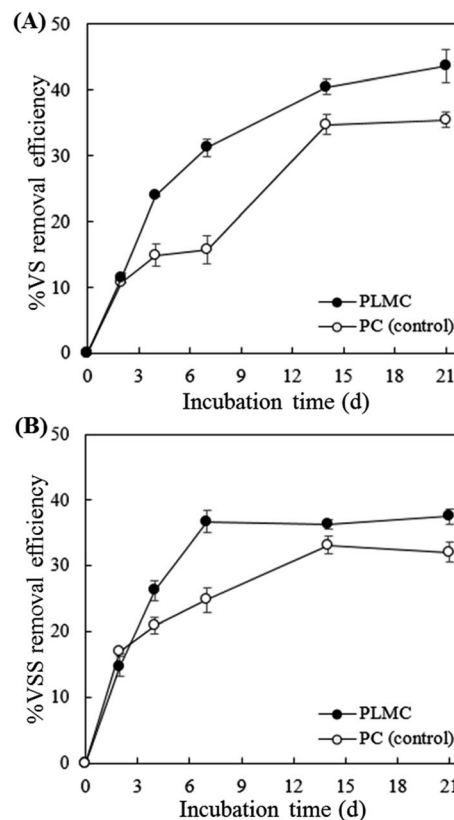 (A)
%VS removal efficiency
50
40
30
20
10
0
PLMC
PC (control)
0 3 6 9 12 15 18 21
Incubation time (d)
(B)
%VSS removal efficiency
50
40
30
20
10
0
PLMC
PC (control)
0 3 6 9 12 15 18 21
Incubation time (d)